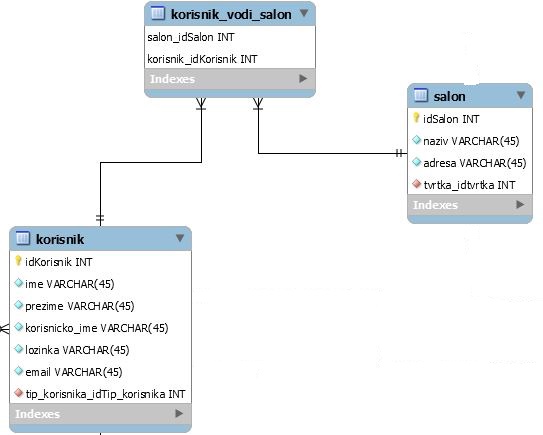 korisnik_vodi_salon
salon_idSalon INT
korisnik_idKorisnik INT
Indexes
salon
idSalon INT
naziv VARCHAR(45)
adresa VARCHAR(45)
tvrtka_idtvrtka INT
Indexes
korisnik
idKorisnik INT
ime VARCHAR(45)
prezime VARCHAR(45)
korisnicko_ime VARCHAR(45)
lozinka VARCHAR(45)
email VARCHAR(45)
tip_korisnika_idTip_korisnika INT
Indexes